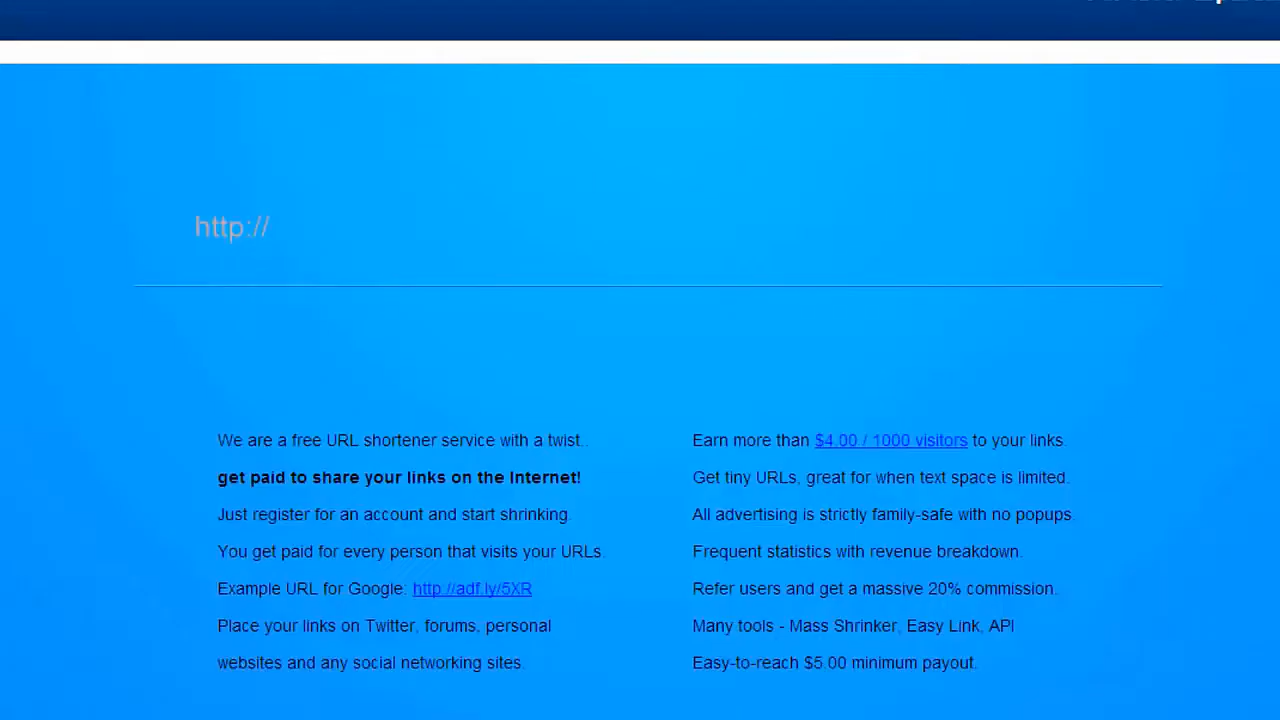 http://
We are a free URL shortener service with a twist..
get paid to share your links on the Internet!
Just register for an account and start shrinking.
You get paid for every person that visits your URLs.
Example URL for Google: http://adf.ly/5XR
Place your links on Twitter, forums, personal
websites and any social networking sites.
Earn more than $4.00 / 1000 visitors to your links.
Get tiny URLs, great for when text space is limited.
All advertising is strictly family-safe with no popups.
Frequent statistics with revenue breakdown.
Refer users and get a massive 20% commission.
Many tools - Mass Shrinker, Easy Link, API
Easy-to-reach $5.00 minimum payout.